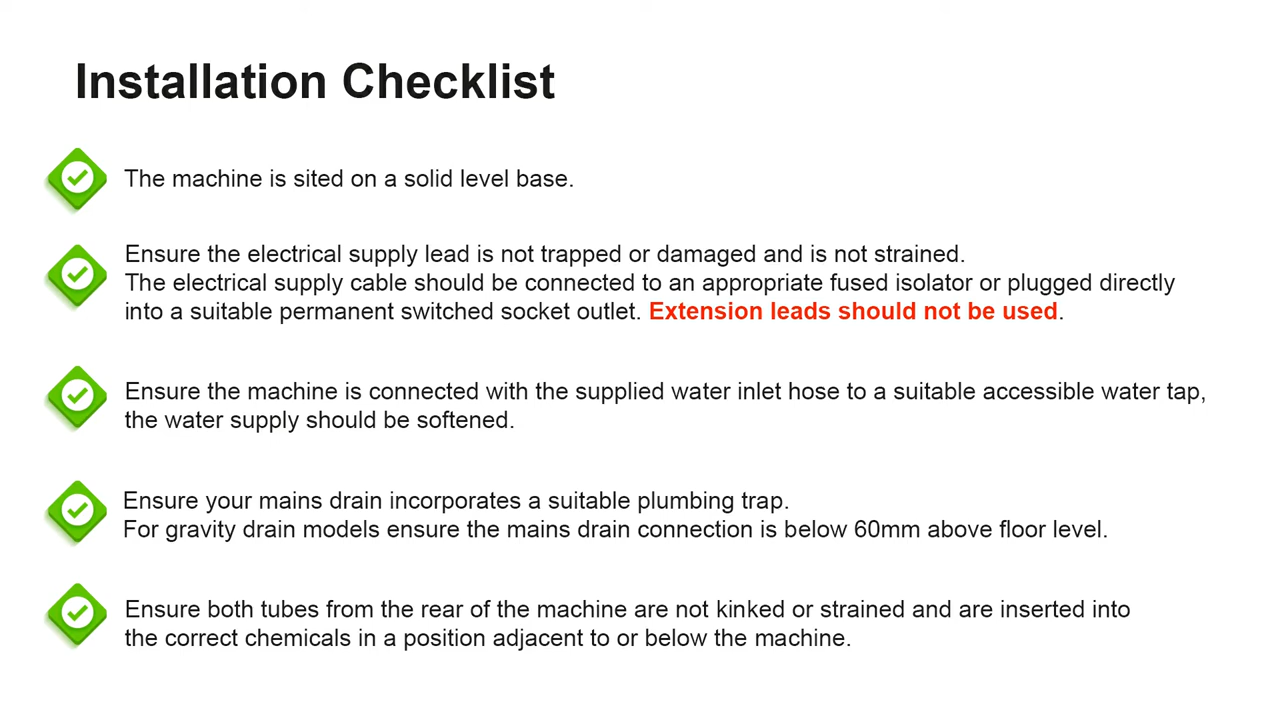 Installation Checklist
The machine is sited on a solid level base.
Ensure the electrical supply lead is not trapped or damaged and is not strained.
The electrical supply cable should be connected to an appropriate fused isolator or plugged directly
into a suitable permanent switched socket outlet. Extension leads should not be used.
Ensure the machine is connected with the supplied water inlet hose to a suitable accessible water tap,
the water supply should be softened.
Ensure your mains drain incorporates a suitable plumbing trap.
For gravity drain models ensure the mains drain connection is below 60mm above floor level.
Ensure both tubes from the rear of the machine are not kinked or strained and are inserted into
the correct chemicals in a position adjacent to or below the machine.